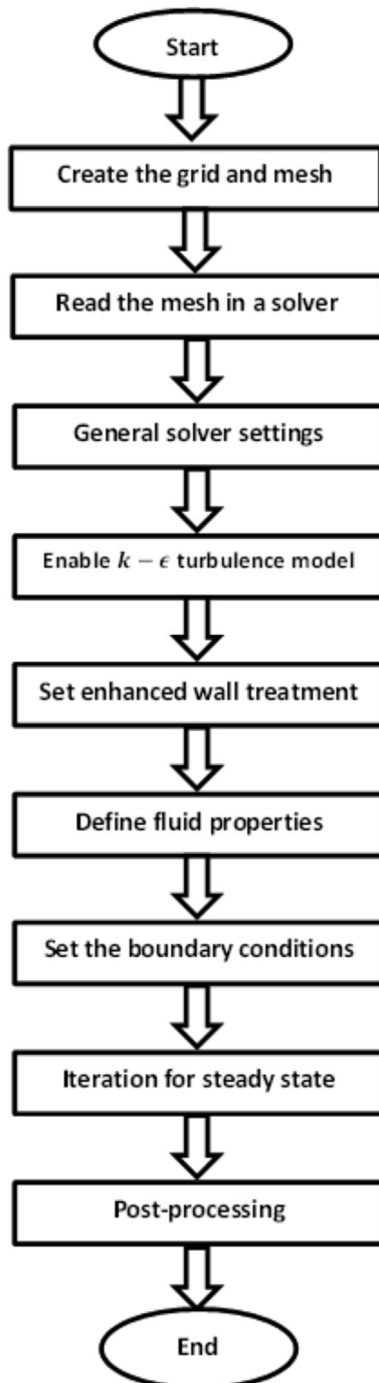 Start
Create the grid and mesh
Read the mesh in a solver
General solver settings
Enable k − ϵ turbulence model
Set enhanced wall treatment
Define fluid properties
Set the boundary conditions
Iteration for steady state
Post-processing
End